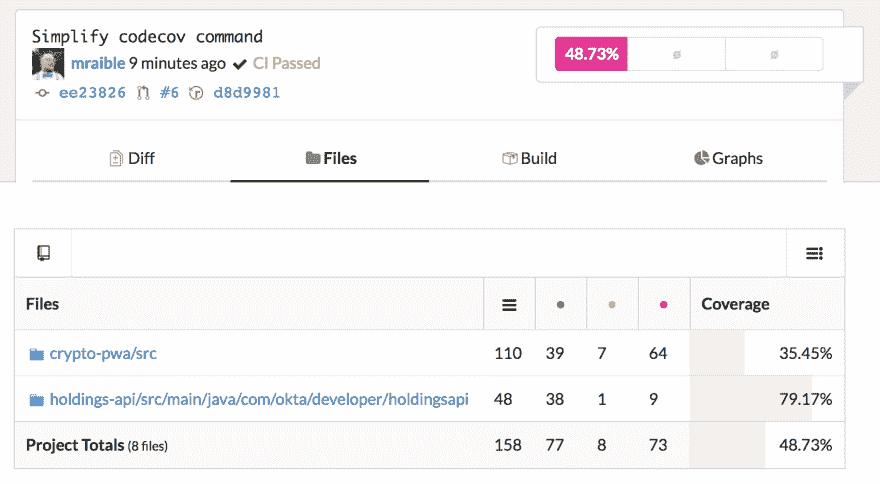 Simplify codecov command
mraible 9 minutes ago ✔ CI Passed
48.73% ø ø
ee23826 #6 d8d9981
Diff Files Build Graphs
Files Coverage
crypto-pwa/src 110 39 7 64 35.45%
holdings-api/src/main/java/com/okta/developer/holdingsapi 48 38 1 9 79.17%
Project Totals (8 files) 158 77 8 73 48.73%